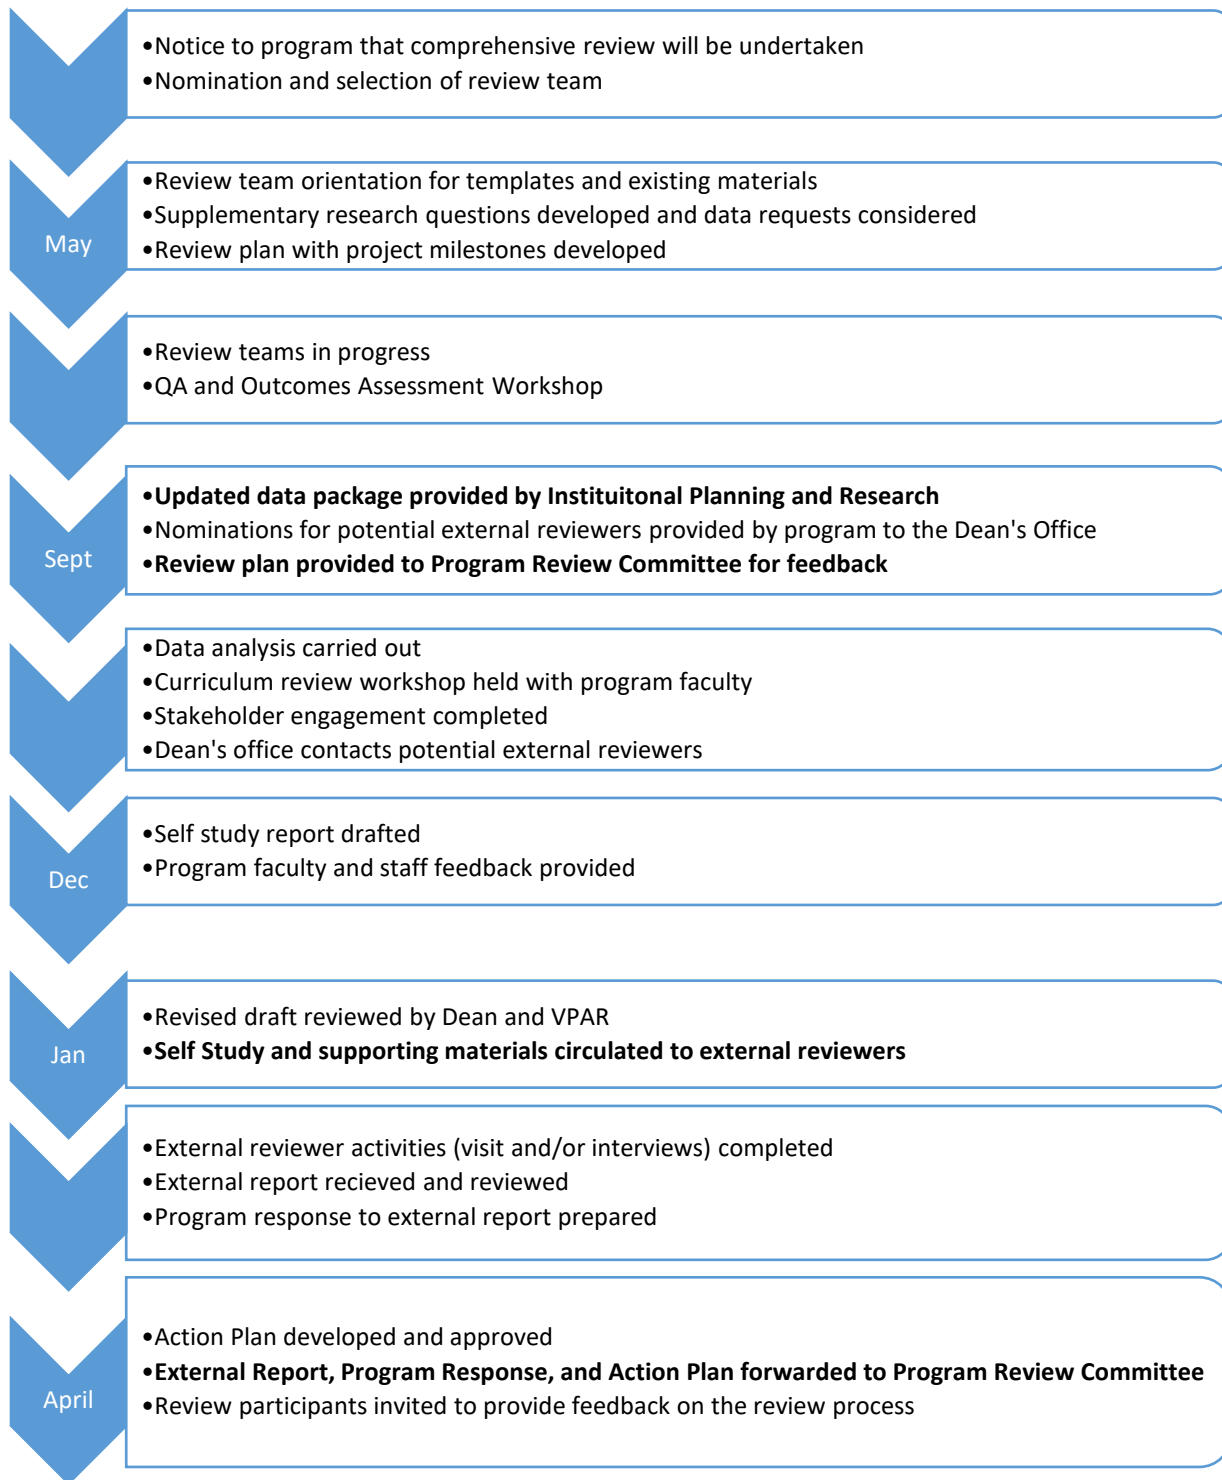 •Notice to program that comprehensive review will be undertaken
•Nomination and selection of review team
May
•Review team orientation for templates and existing materials
•Supplementary research questions developed and data requests considered
•Review plan with project milestones developed
•Review teams in progress
•QA and Outcomes Assessment Workshop
Sept
•Updated data package provided by Instituitonal Planning and Research
•Nominations for potential external reviewers provided by program to the Dean's Office
•Review plan provided to Program Review Committee for feedback
•Data analysis carried out
•Curriculum review workshop held with program faculty
•Stakeholder engagement completed
•Dean's office contacts potential external reviewers
Dec
•Self study report drafted
•Program faculty and staff feedback provided
Jan
•Revised draft reviewed by Dean and VPAR
•Self Study and supporting materials circulated to external reviewers
•External reviewer activities (visit and/or interviews) completed
•External report recieved and reviewed
•Program response to external report prepared
April
•Action Plan developed and approved
•External Report, Program Response, and Action Plan forwarded to Program Review Committee
•Review participants invited to provide feedback on the review process